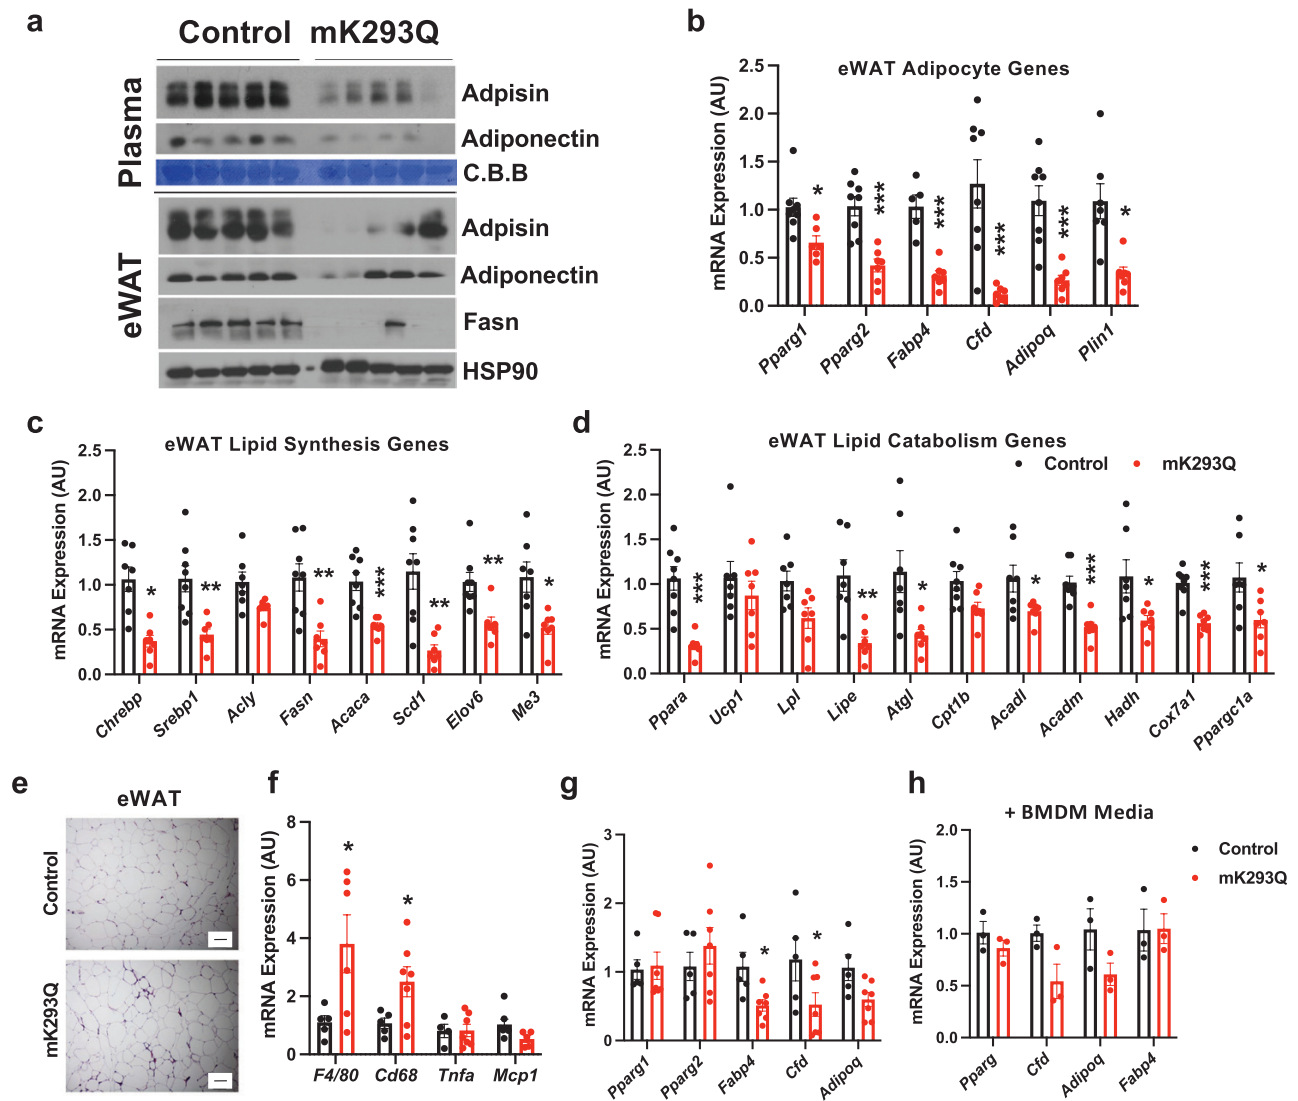 a
Control mK293Q
Plasma
Adpisin
Adiponectin
C.B.B
eWAT
Adpisin
Adiponectin
Fasn
HSP90
b
eWAT Adipocyte Genes
mRNA Expression (AU)
2.5
2.0
1.5
1.0
0.5
0.0
* *** *** *** *** *
Pparg1 Pparg2 Fabp4 Cfd Adipoq Plin1
c
eWAT Lipid Synthesis Genes
mRNA Expression (AU)
2.5
2.0
1.5
1.0
0.5
0.0
* ** ** *** ** ** *
Chrebp Srebp1 Acly Fasn Acaca Scd1 Elov6 Me3
d
eWAT Lipid Catabolism Genes
Control mK293Q
mRNA Expression (AU)
2.5
2.0
1.5
1.0
0.5
0.0
*** ** * * *** * *** *
Ppara Ucp1 Lpl Lipe Atgl Cpt1b Acadl Acadm Hadh Cox7a1 Ppargc1a
e
eWAT
Control
mK293Q
f
mRNA Expression (AU)
8
6
4
2
0
* *
F4/80 Cd68 Tnfa Mcp1
g
mRNA Expression (AU)
3
2
1
0
* *
Pparg1 Pparg2 Fabp4 Cfd Adipoq
h
+ BMDM Media
mRNA Expression (AU)
2.0
1.5
1.0
0.5
0.0
Control
mK293Q
Pparg Cfd Adipoq Fabp4